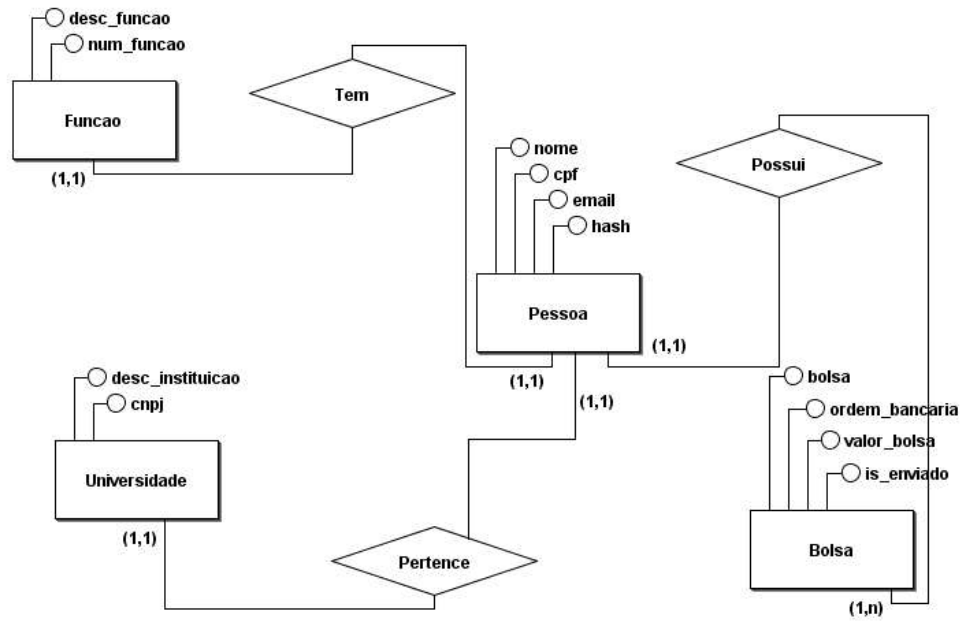 desc_funcao
num_funcao
Funcao
(1,1)
Tem
nome
cpf
email
hash
Pessoa
(1,1)
(1,1)
(1,1)
Possui
desc_instituicao
cnpj
Universidade
(1,1)
Pertence
bolsa
ordem_bancaria
valor_bolsa
is_enviado
Bolsa
(1,n)